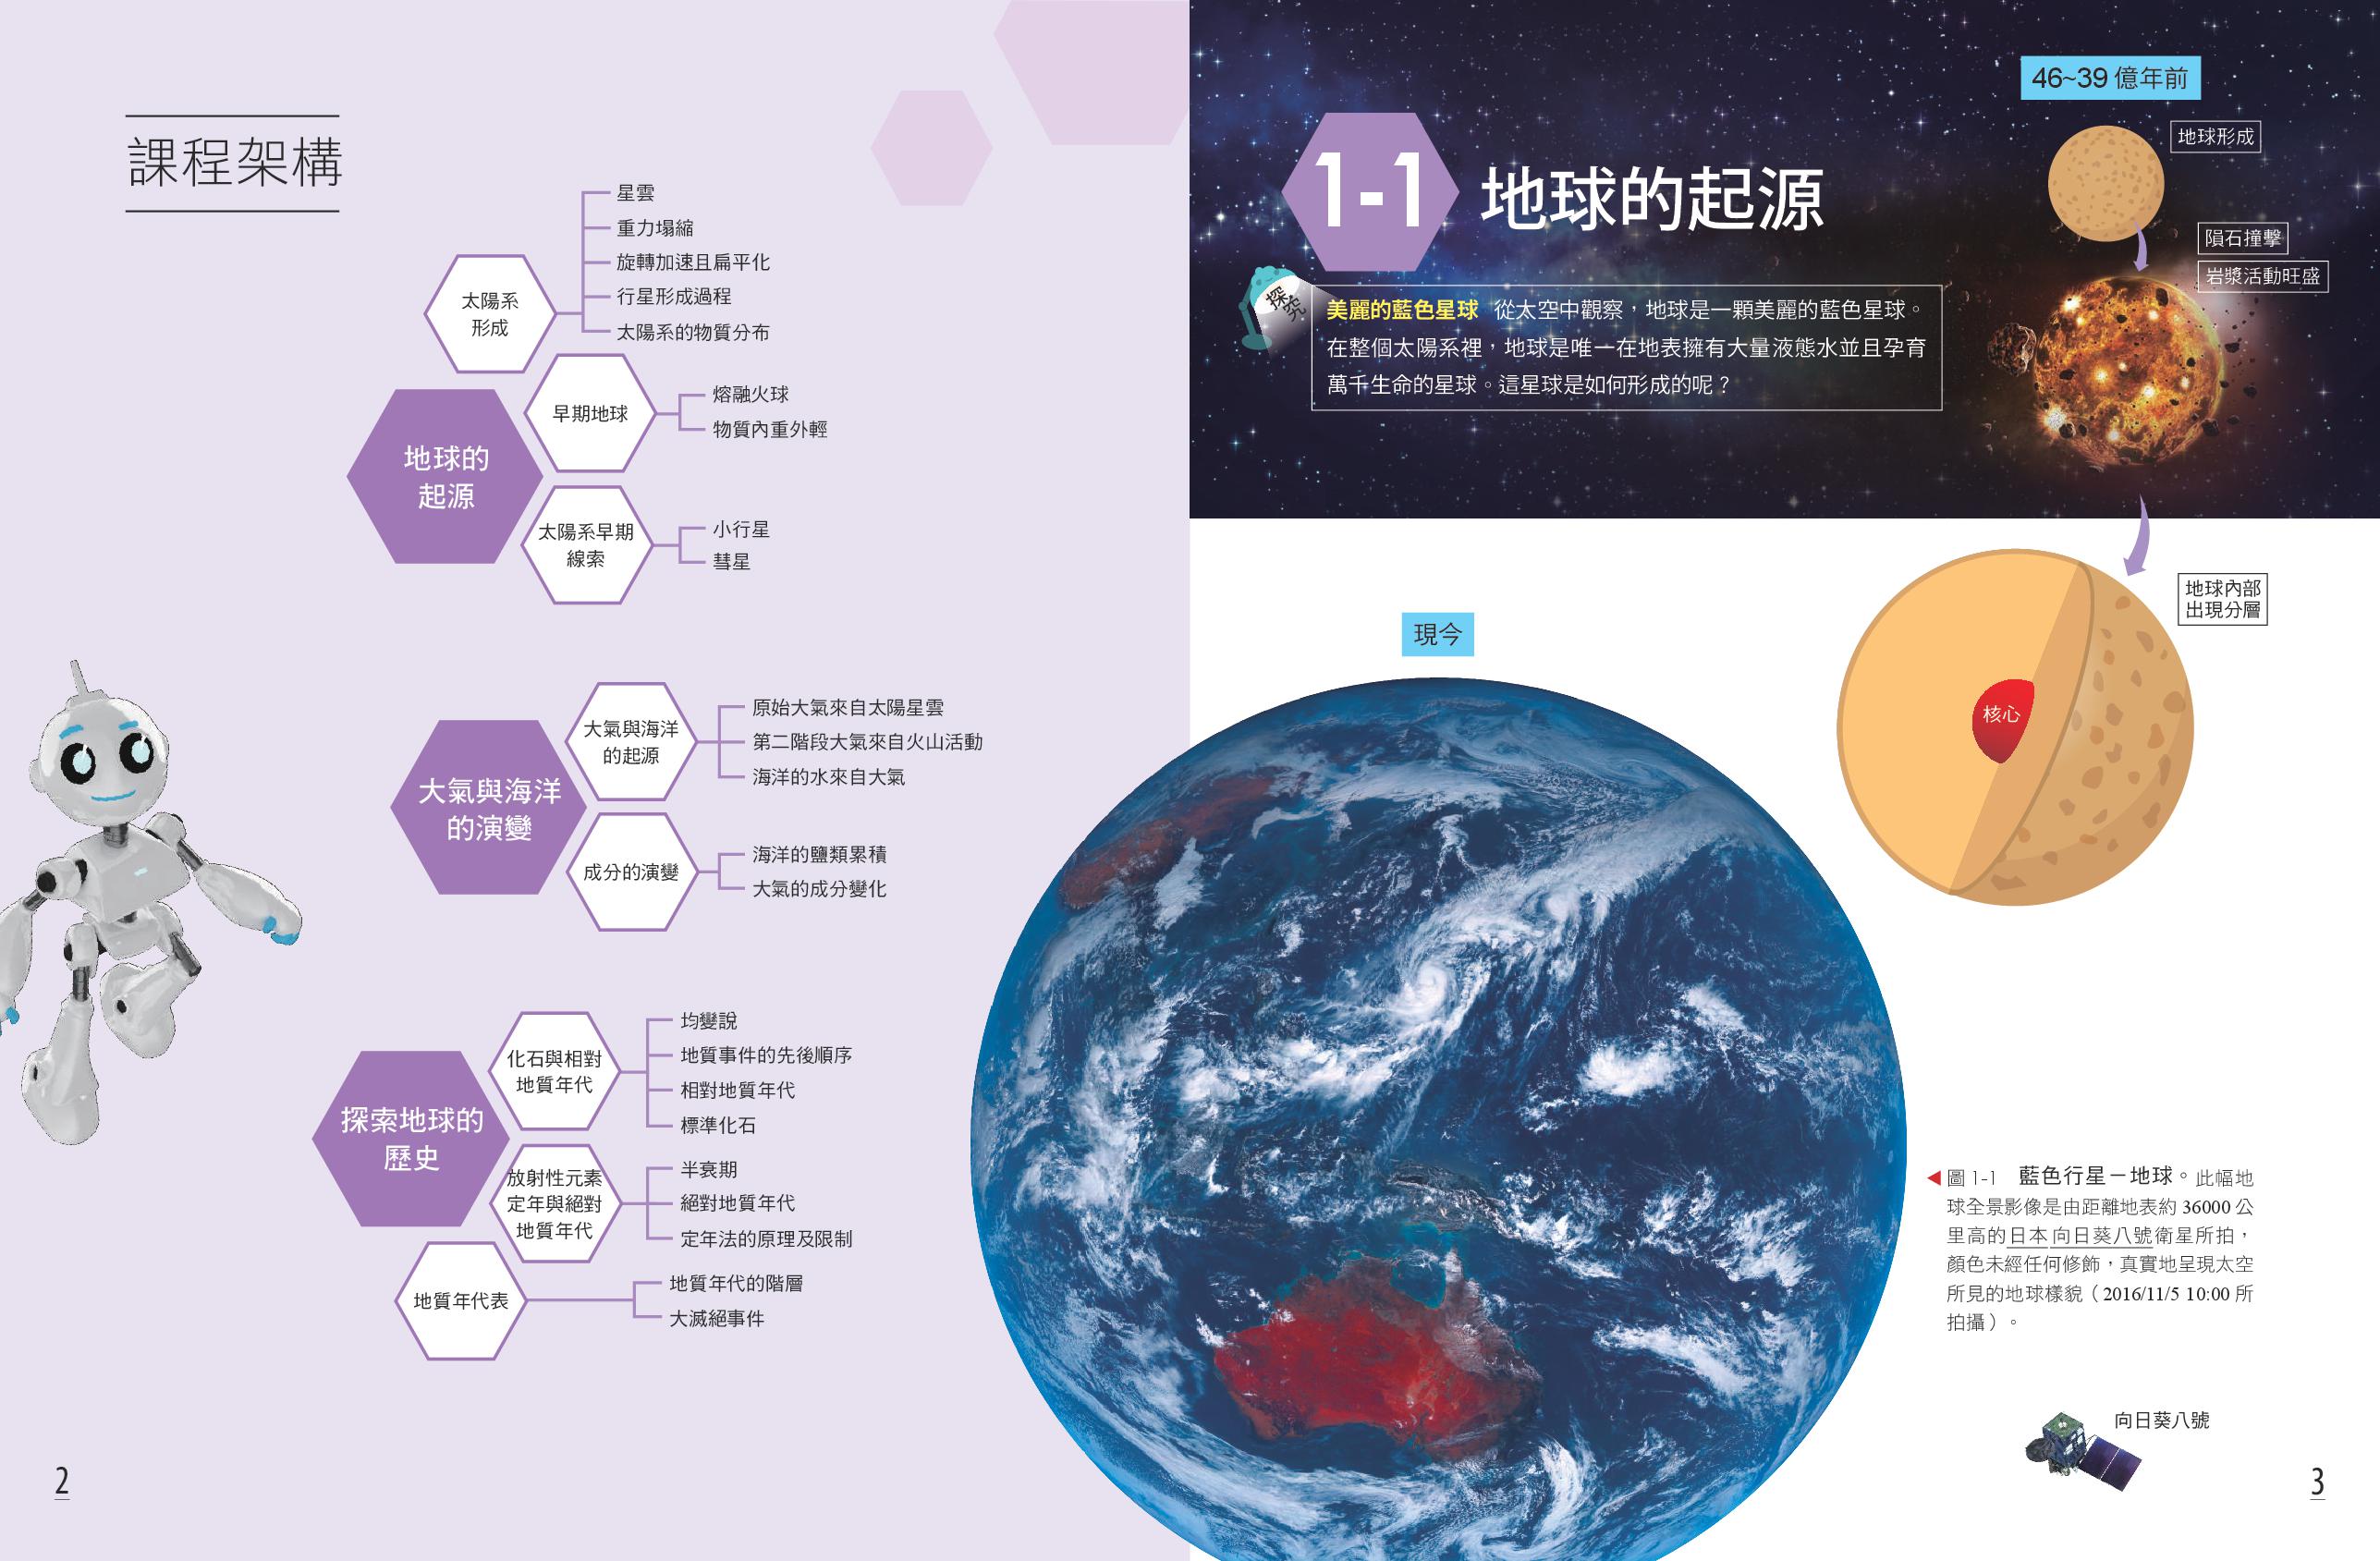 課程架構
地球的
起源
太陽系
形成
星雲
重力塌縮
旋轉加速且扁平化
行星形成過程
太陽系的物質分布
早期地球
熔融火球
物質內重外輕
太陽系早期
線索
小行星
彗星
大氣與海洋
的演變
大氣與海洋
的起源
原始大氣來自太陽星雲
第二階段大氣來自火山活動
海洋的水來自大氣
成分的演變
海洋的鹽類累積
大氣的成分變化
探索地球的
歷史
化石與相對
地質年代
均變說
地質事件的先後順序
相對地質年代
標準化石
放射性元素
定年與絕對
地質年代
半衰期
絕對地質年代
定年法的原理及限制
地質年代表
地質年代的階層
大滅絕事件
2
1-1 地球的起源
探究
美麗的藍色星球 從太空中觀察，地球是一顆美麗的藍色星球。
在整個太陽系裡，地球是唯一在地表擁有大量液態水並且孕育
萬千生命的星球。這星球是如何形成的呢？
46~39 億年前
地球形成
隕石撞擊
岩漿活動旺盛
地球內部
出現分層
核心
現今
◀圖 1-1 藍色行星－地球。此幅地
球全景影像是由距離地表約 36000 公
里高的日本向日葵八號衛星所拍，
顏色未經任何修飾，真實地呈現太空
所見的地球樣貌（2016/11/5 10:00 所
拍攝）。
向日葵八號
3